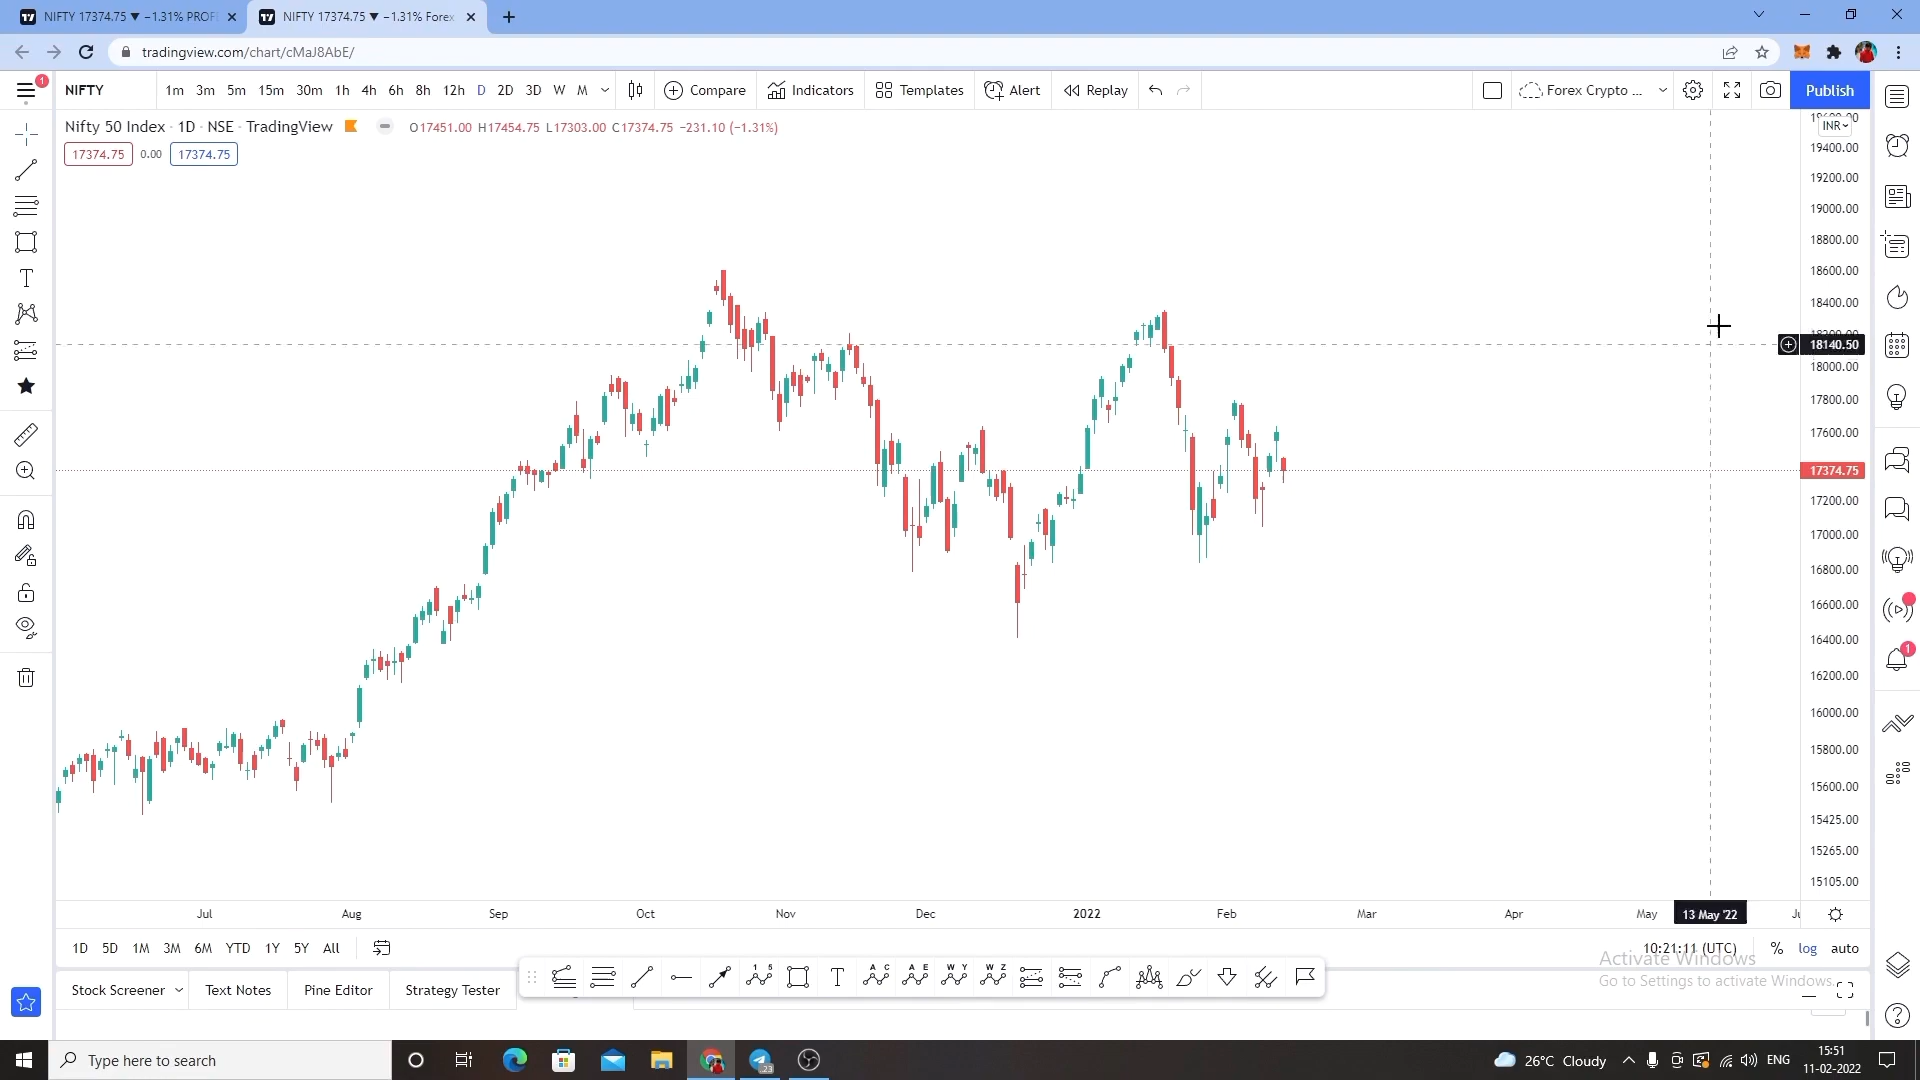 NIFTY 17374.75 ▼ −1.31% PROF
NIFTY 17374.75 ▼ −1.31% Forex
tradingview.com/chart/cMaJ8AbE/
1
NIFTY
1m 3m 5m 15m 30m 1h 4h 6h 8h 12h D 2D 3D W M
Compare
Indicators
Templates
Alert
Replay
Forex Crypto ...
Publish
Nifty 50 Index · 1D · NSE · TradingView
O17451.00 H17454.75 L17303.00 C17374.75 −231.10 (−1.31%)
17374.75 0.00 17374.75
INR
19400.00
19200.00
19000.00
18800.00
18600.00
18400.00
18200.00
18140.50
18000.00
17800.00
17600.00
17374.75
17200.00
17000.00
16800.00
16600.00
16400.00
16200.00
16000.00
15800.00
15600.00
15425.00
15265.00
15105.00
1
Jul Aug Sep Oct Nov Dec 2022 Feb Mar Apr May 13 May '22
1D 5D 1M 3M 6M YTD 1Y 5Y All
10:21:11 (UTC) % log auto
Activate Windows
Go to Settings to activate Windows.
Stock Screener
Text Notes
Pine Editor
Strategy Tester
1 5
T
A C
A E
W Y
W Z
Type here to search
23
26°C Cloudy
ENG
15:51
11-02-2022